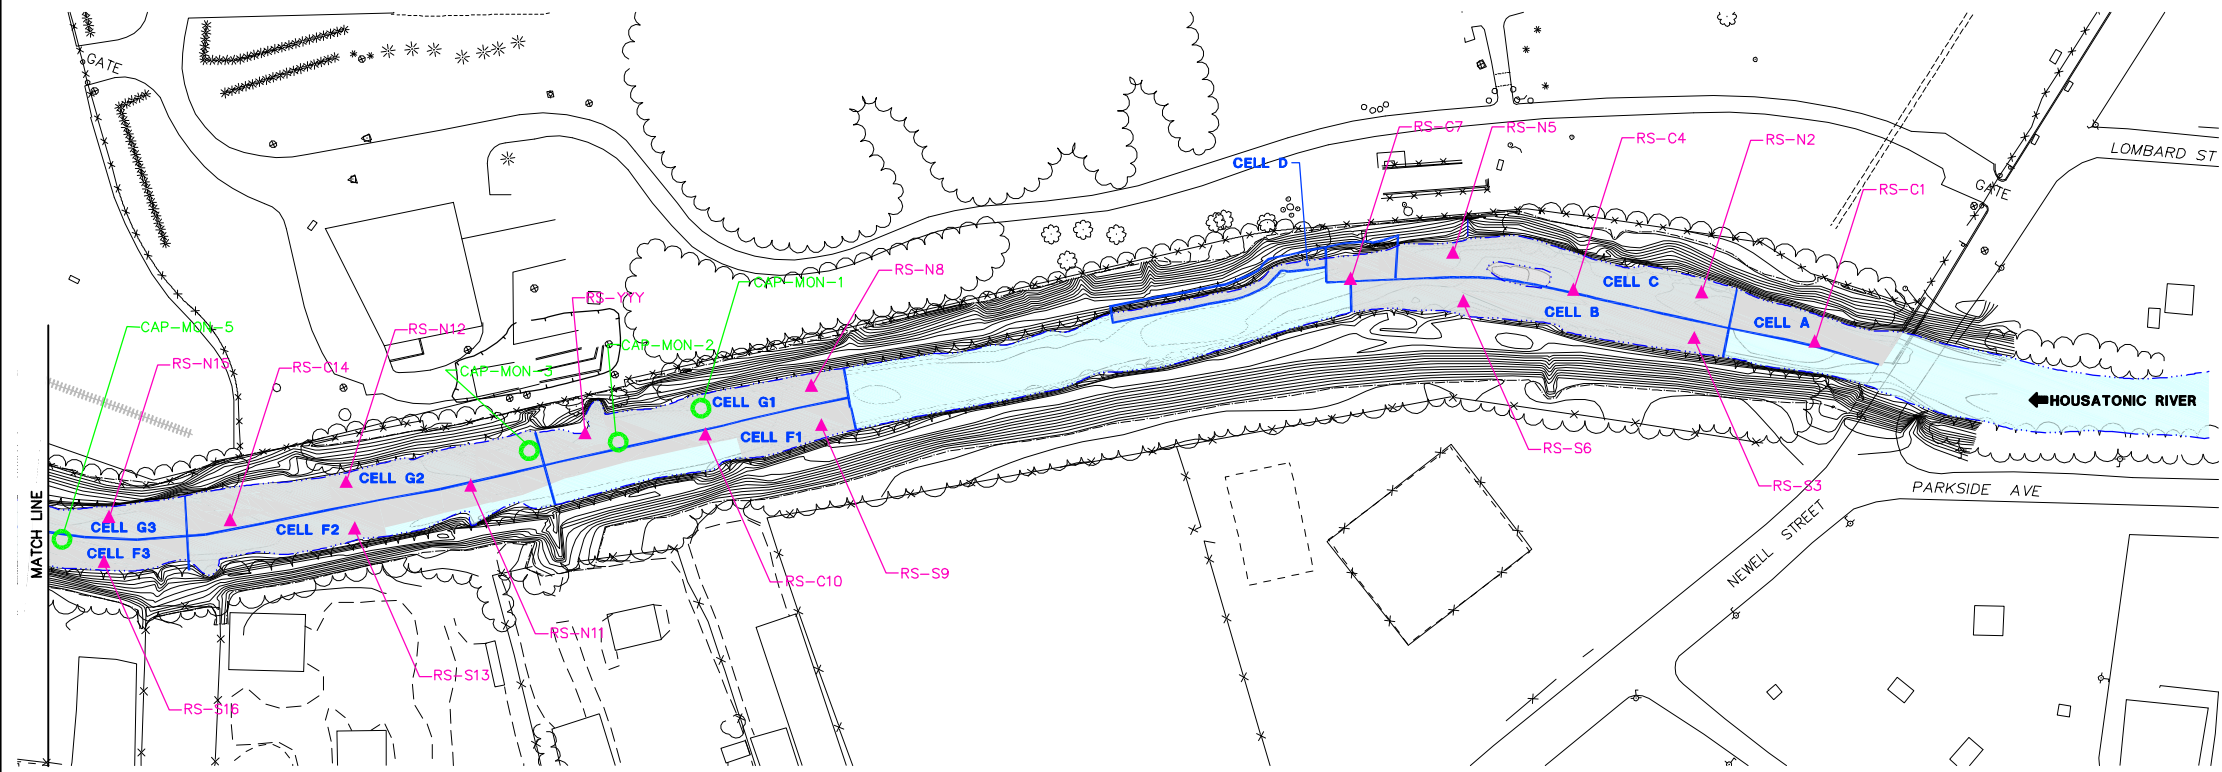 GATE
LOMBARD ST
GATE
RS-C7
RS-N5
RS-C4
RS-N2
RS-C1
CELL D
CELL C
CELL B
CELL A
HOUSATONIC RIVER
RS-N8
CAP-MON-1
RS-YYY
CAP-MON-2
CAP-MON-3
CAP-MON-5
RS-N12
RS-N15
RS-C14
CELL G1
CELL F1
CELL G2
CELL F2
CELL G3
CELL F3
MATCH LINE
RS-S6
RS-S3
PARKSIDE AVE
NEWELL STREET
RS-C10
RS-S9
RS-N11
RS-S13
RS-S16